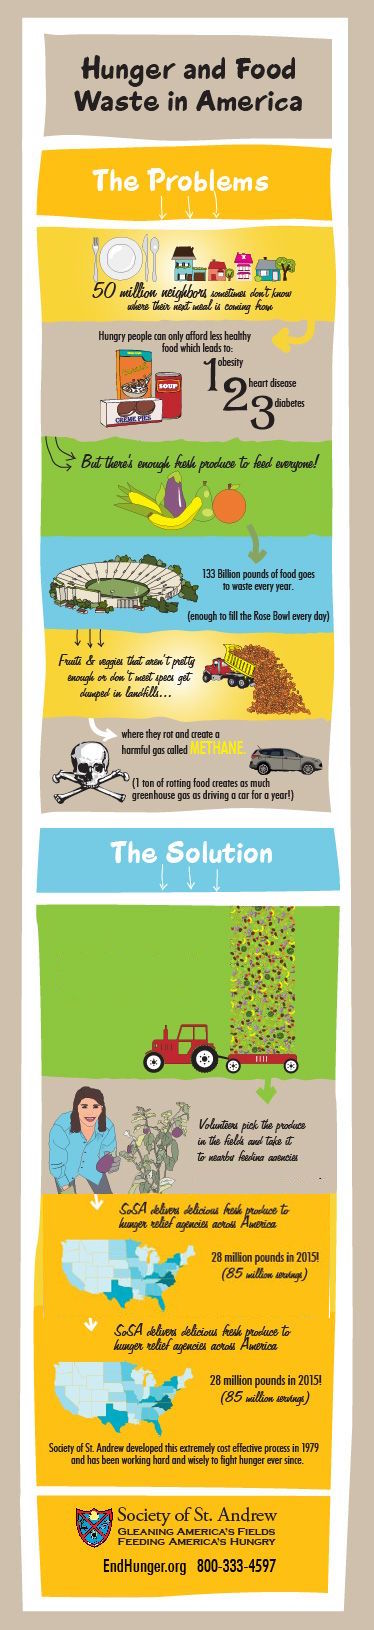 Hunger and Food
Waste in America
The Problems
50 million neighbors sometimes don't know
where their next meal is coming from
Hungry people can only afford less healthy
food which leads to:
1 obesity
2 heart disease
3 diabetes
SOUP
CREME PIES
But there's enough fresh produce to feed everyone!
133 Billion pounds of food goes
to waste every year.
(enough to fill the Rose Bowl every day)
Fruits & veggies that aren't pretty
enough or don't meet specs get
dumped in landfills...
where they rot and create a
harmful gas called METHANE.
(1 ton of rotting food creates as much
greenhouse gas as driving a car for a year!)
The Solution
Volunteers pick the produce
in the fields and take it
to nearby feeding agencies
SoSA delivers delicious fresh produce to
hunger relief agencies across America
28 million pounds in 2015!
(85 million servings)
SoSA delivers delicious fresh produce to
hunger relief agencies across America
28 million pounds in 2015!
(85 million servings)
Society of St. Andrew developed this extremely cost effective process in 1979
and has been working hard and wisely to fight hunger ever since.
Society of St. Andrew
GLEANING AMERICA'S FIELDS
FEEDING AMERICA'S HUNGRY
EndHunger.org 800-333-4597